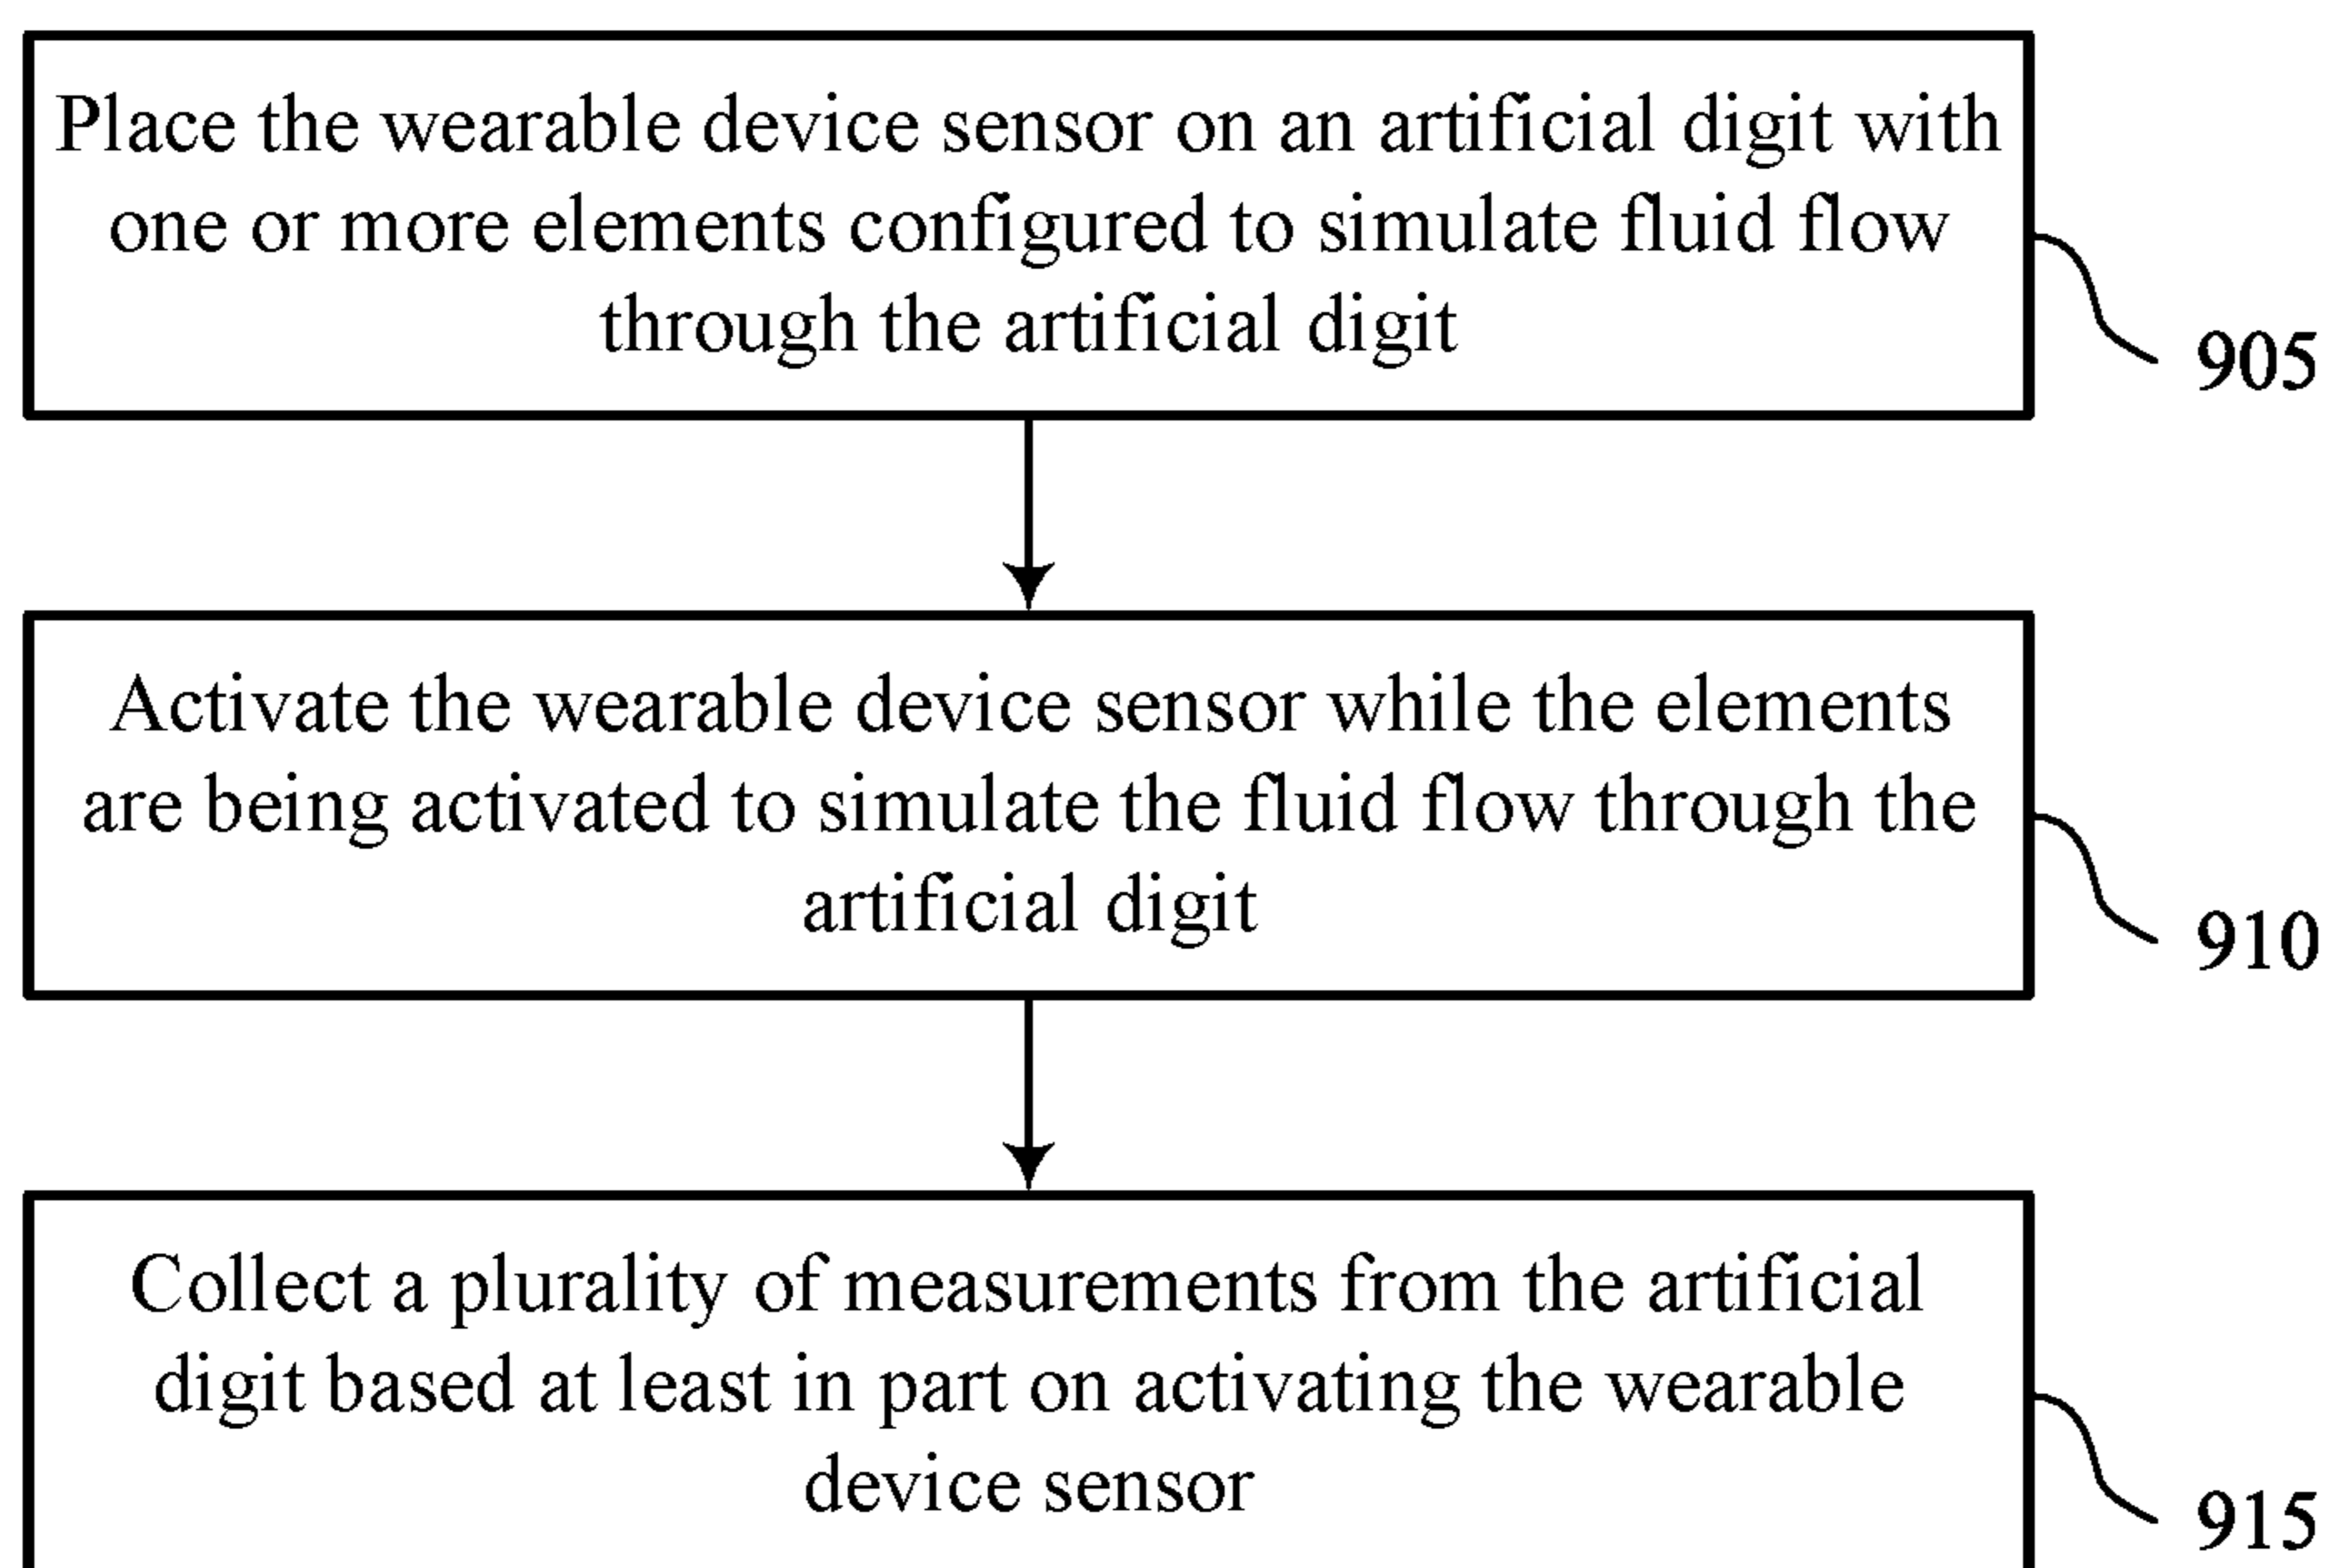 Place the wearable device sensor on an artificial digit with
one or more elements configured to simulate fluid flow
through the artificial digit
905
Activate the wearable device sensor while the elements
are being activated to simulate the fluid flow through the
artificial digit
910
Collect a plurality of measurements from the artificial
digit based at least in part on activating the wearable
device sensor
915